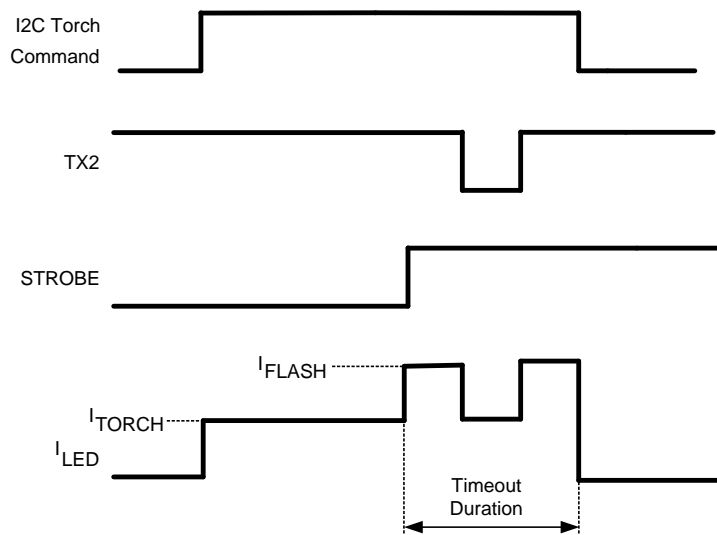 I2C Torch
Command
TX2
STROBE
IFLASH
ITORCH
ILED
Timeout
Duration